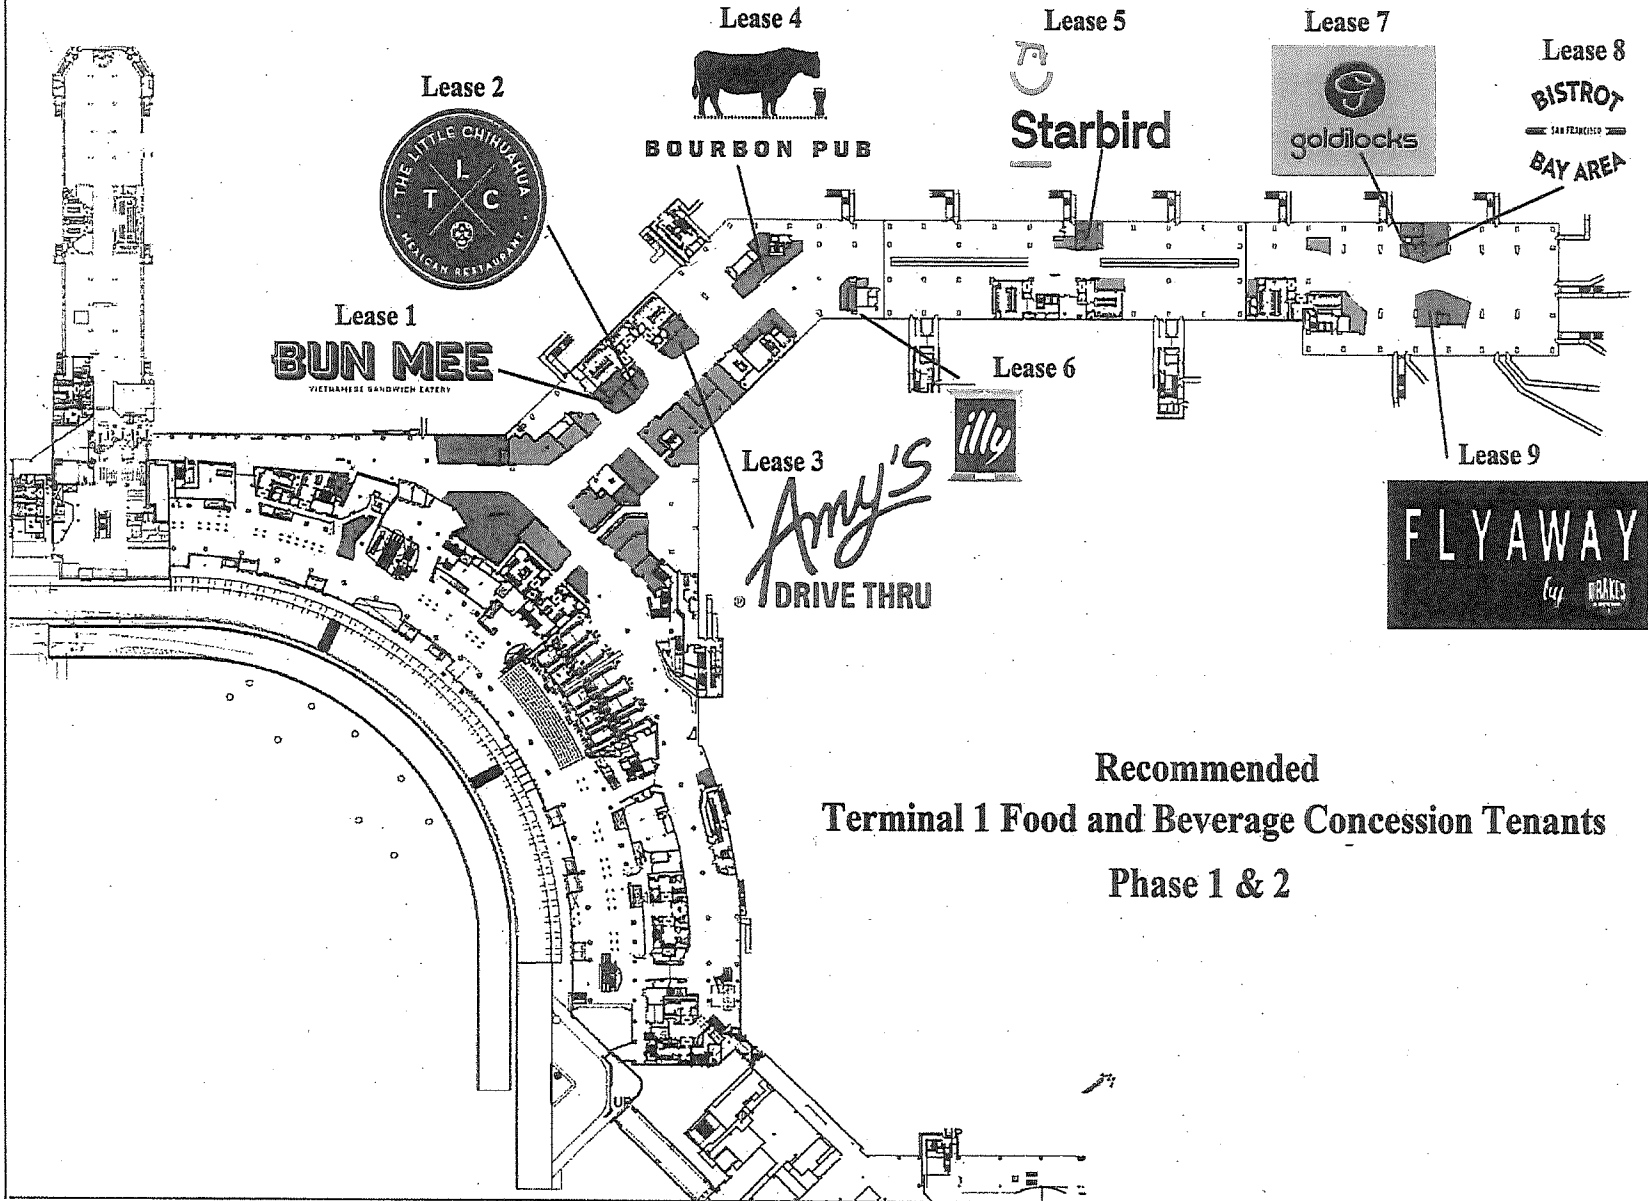 Lease 4
BOURBON PUB
Lease 5
Starbird
Lease 7
goldilocks
Lease 8
BISTROT
SAN FRANCISCO
BAY AREA
Lease 2
THE LITTLE CHIHUAHUA
L
T C
MEXICAN RESTAURANT
Lease 1
BUN MEE
VIETNAMESE SANDWICH EATERY
Lease 6
illy
Lease 3
Amy's
® DRIVE THRU
Lease 9
FLYAWAY
by DRAKES
Recommended
Terminal 1 Food and Beverage Concession Tenants
Phase 1 & 2
UP
UP